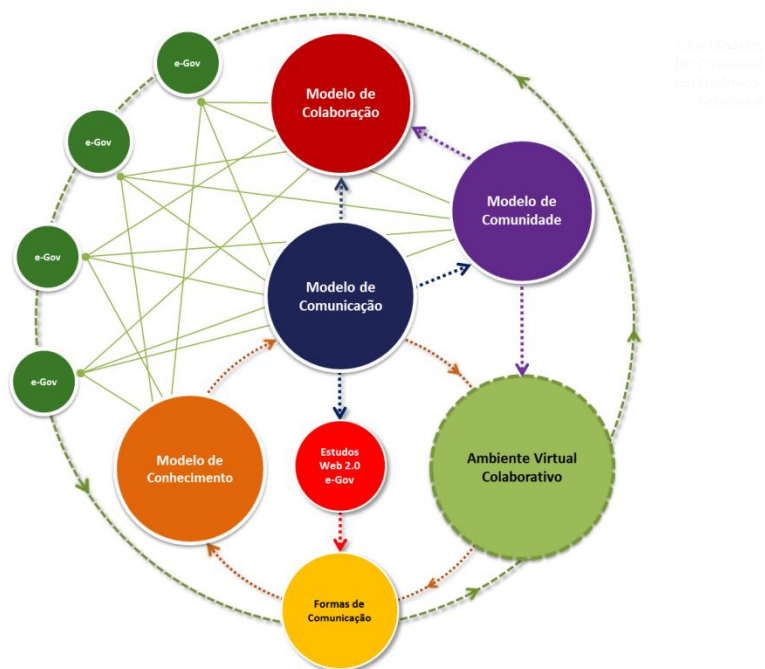 e-Gov
Modelo de
Colaboração
e-Gov
Modelo de
Comunidade
e-Gov
Modelo de
Comunicação
e-Gov
Modelo de
Conhecimento
Estudos
Web 2.0
e-Gov
Ambiente Virtual
Colaborativo
Formas de
Comunicação